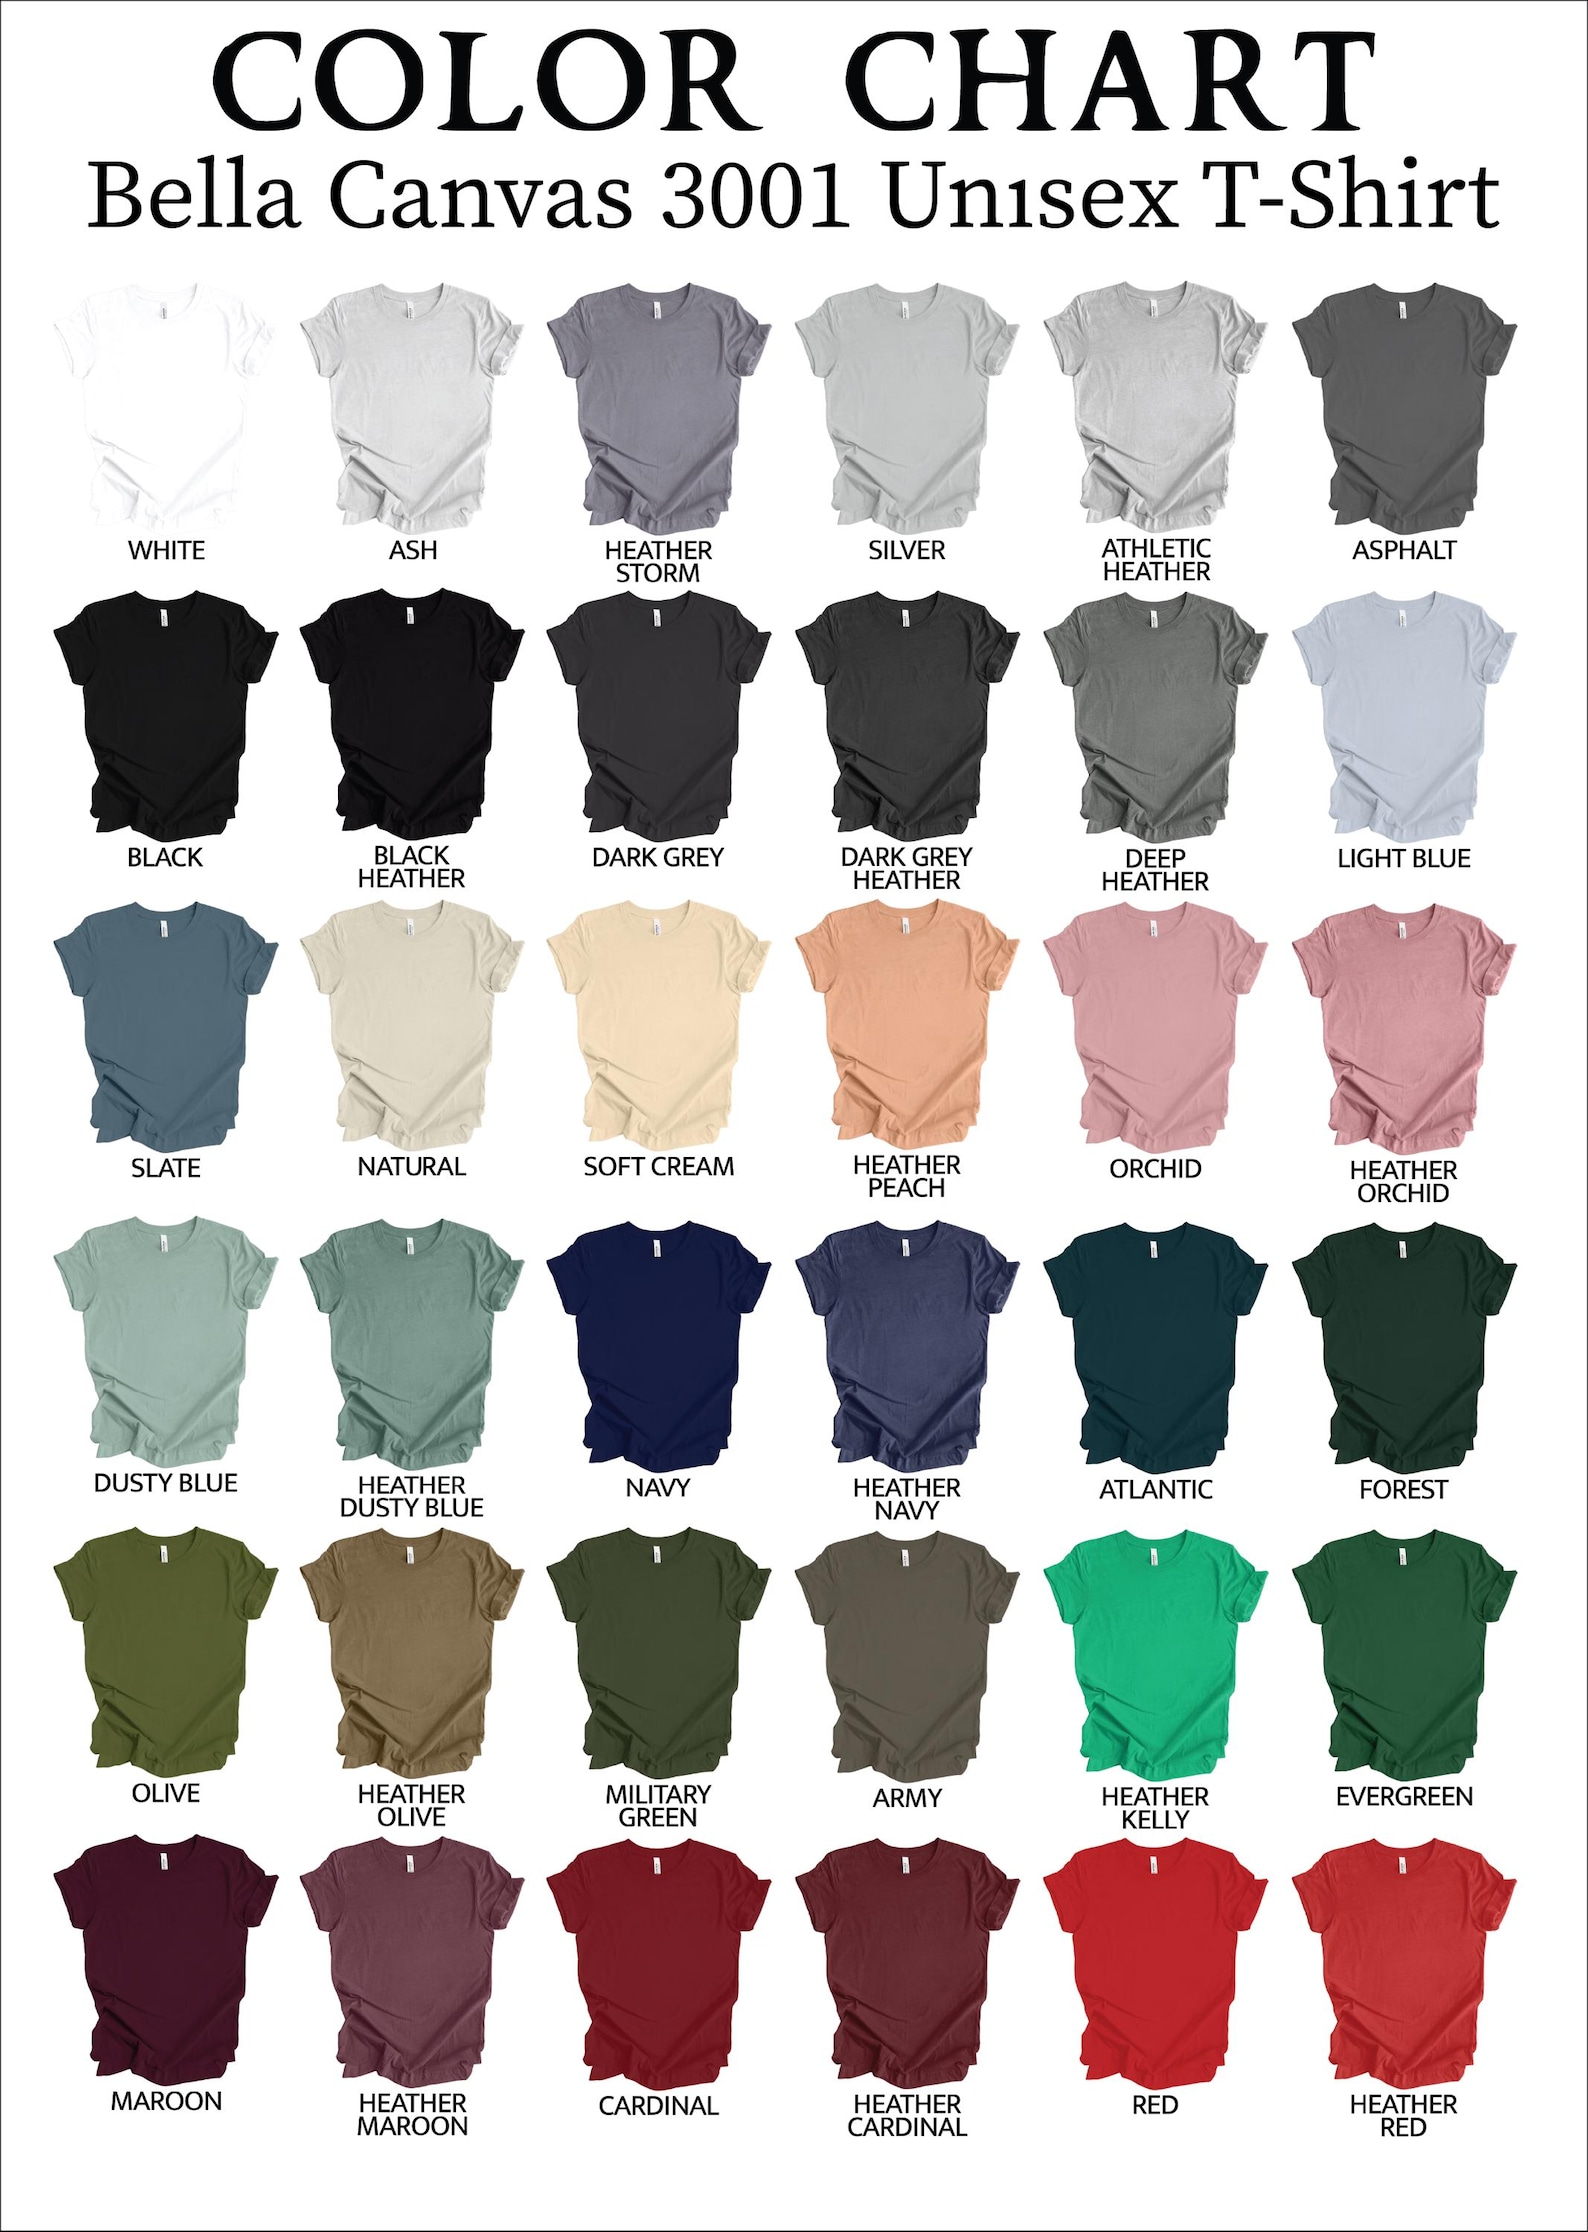 COLOR CHART
Bella Canvas 3001 Unısex T-Shirt
WHITE
ASH
HEATHER
STORM
SILVER
ATHLETIC
HEATHER
ASPHALT
BLACK
BLACK
HEATHER
DARK GREY
DARK GREY
HEATHER
DEEP
HEATHER
LIGHT BLUE
SLATE
NATURAL
SOFT CREAM
HEATHER
PEACH
ORCHID
HEATHER
ORCHID
DUSTY BLUE
HEATHER
DUSTY BLUE
NAVY
HEATHER
NAVY
ATLANTIC
FOREST
OLIVE
HEATHER
OLIVE
MILITARY
GREEN
ARMY
HEATHER
KELLY
EVERGREEN
MAROON
HEATHER
MAROON
CARDINAL
HEATHER
CARDINAL
RED
HEATHER
RED